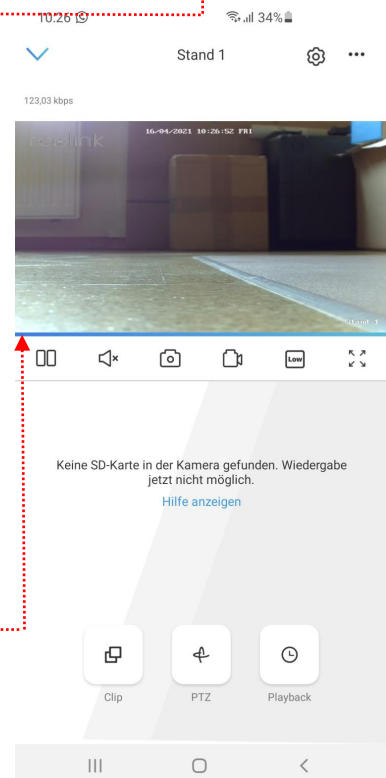 10:26 34%
Stand 1
123,03 kbps
reolink
16/04/2021 10:26:52 FRI
Stand 1
Low
Keine SD-Karte in der Kamera gefunden. Wiedergabe
jetzt nicht möglich.
Hilfe anzeigen
Clip PTZ Playback